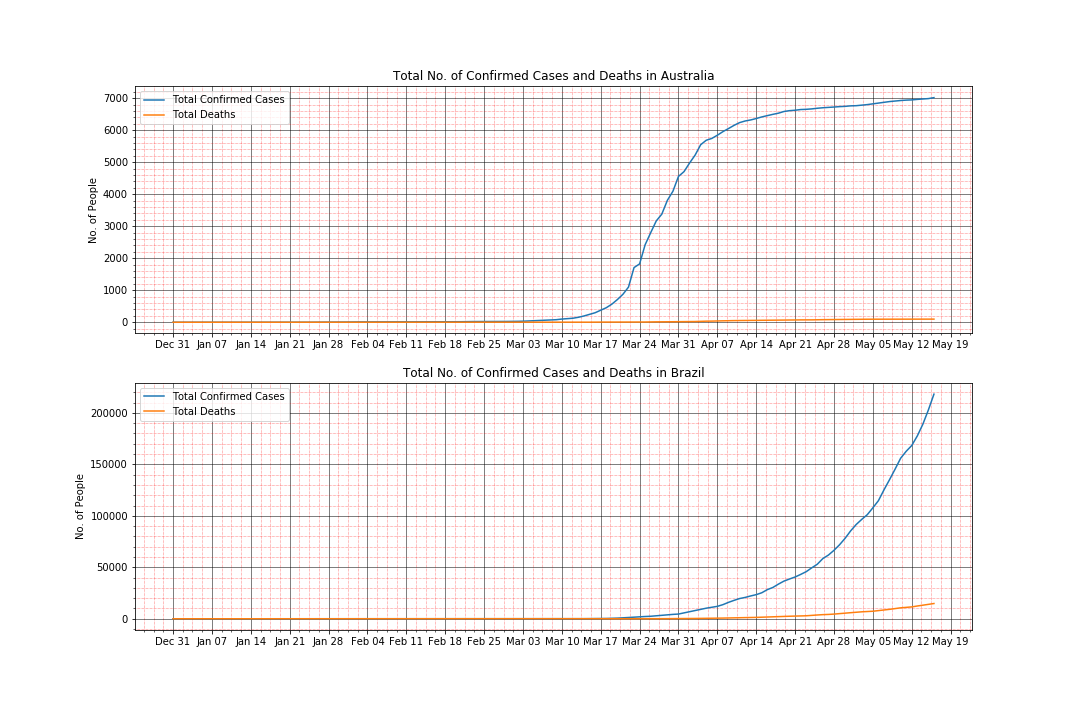 Total No. of Confirmed Cases and Deaths in Australia
Total Confirmed Cases
Total Deaths
No. of People
7000
6000
5000
4000
3000
2000
1000
0
Dec 31 Jan 07 Jan 14 Jan 21 Jan 28 Feb 04 Feb 11 Feb 18 Feb 25 Mar 03 Mar 10 Mar 17 Mar 24 Mar 31 Apr 07 Apr 14 Apr 21 Apr 28 May 05 May 12 May 19
Total No. of Confirmed Cases and Deaths in Brazil
Total Confirmed Cases
Total Deaths
No. of People
200000
150000
100000
50000
0
Dec 31 Jan 07 Jan 14 Jan 21 Jan 28 Feb 04 Feb 11 Feb 18 Feb 25 Mar 03 Mar 10 Mar 17 Mar 24 Mar 31 Apr 07 Apr 14 Apr 21 Apr 28 May 05 May 12 May 19